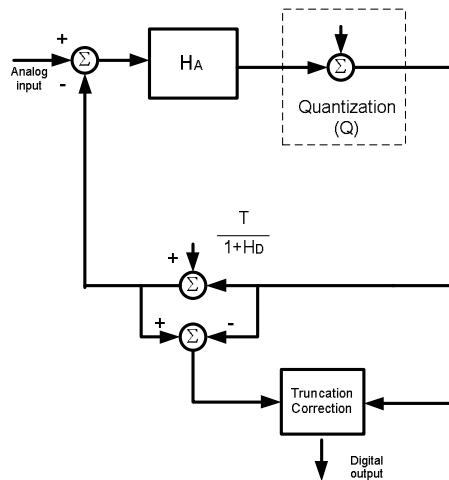 +
Σ
Analog
input
-
HA
Σ
Quantization
(Q)
T
1+HD
+
Σ
+
Σ
-
Truncation
Correction
Digital
output